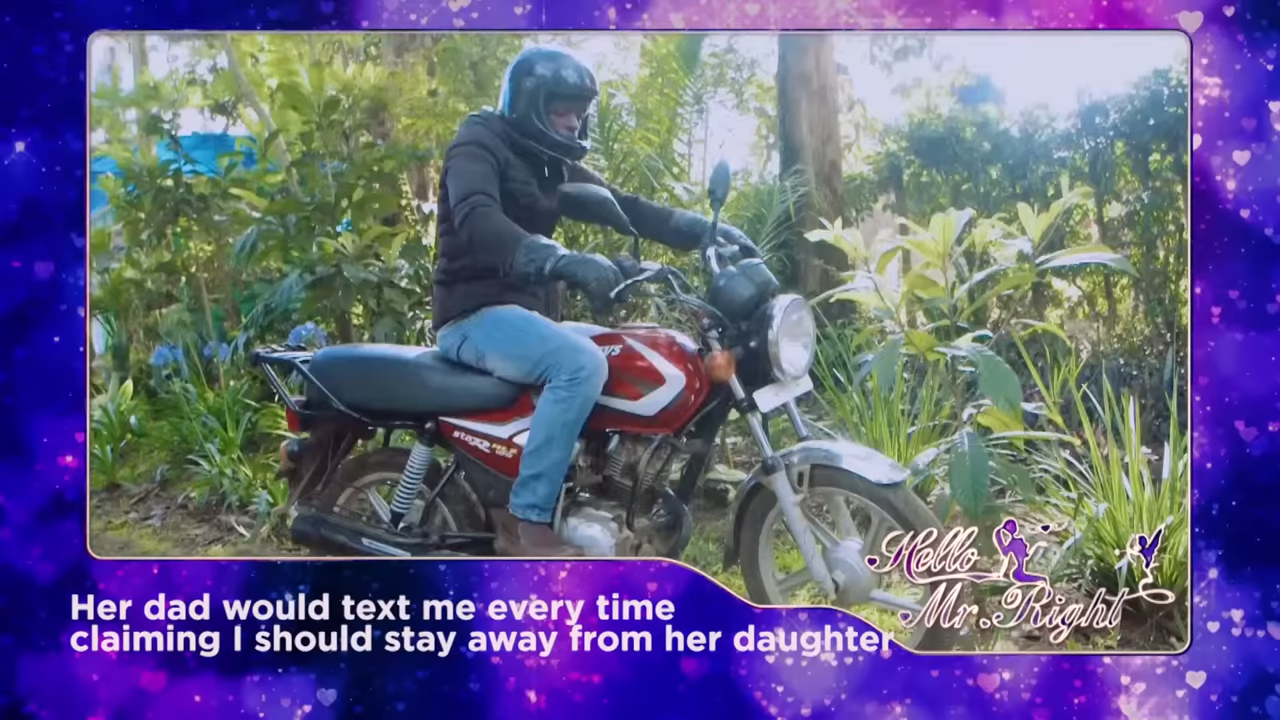 Hello
Mr. Right
Her dad would text me every time
claiming I should stay away from her daughter